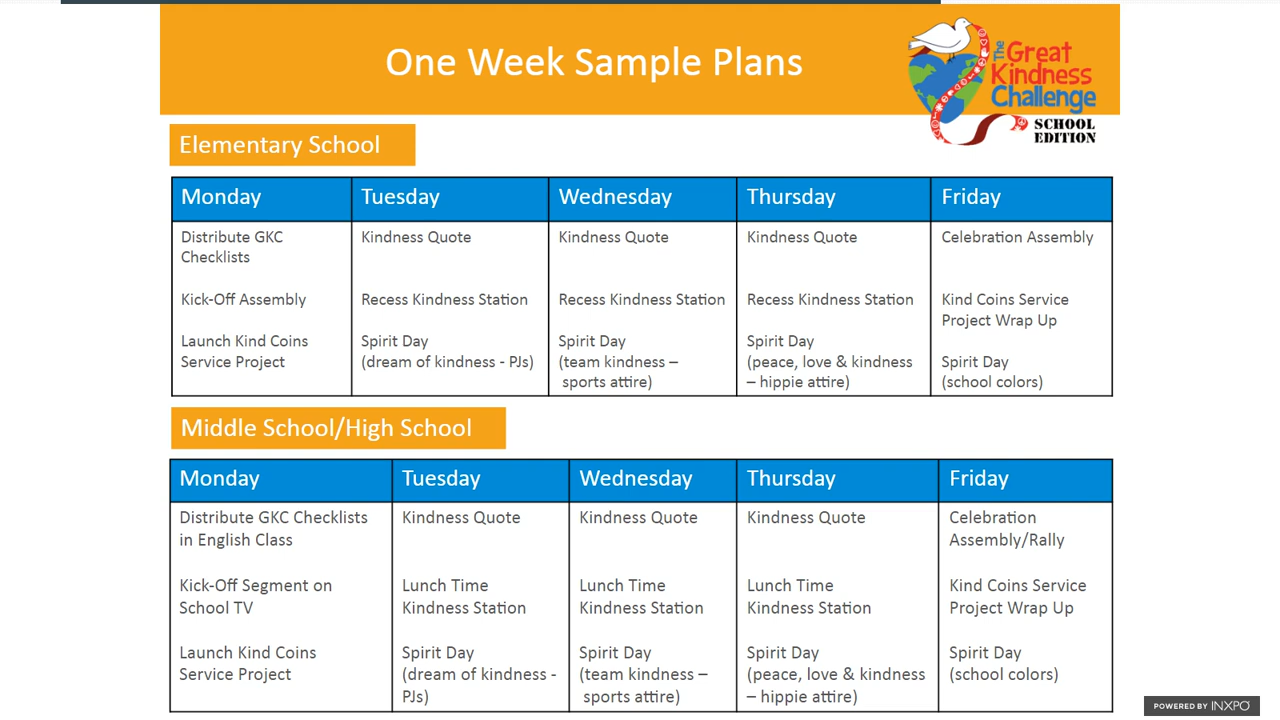 One Week Sample Plans
The
Great
Kindness
Challenge
SCHOOL
EDITION
Elementary School
Monday
Tuesday
Wednesday
Thursday
Friday
Distribute GKC
Checklists
Kick-Off Assembly
Launch Kind Coins
Service Project
Kindness Quote
Recess Kindness Station
Spirit Day
(dream of kindness - PJs)
Kindness Quote
Recess Kindness Station
Spirit Day
(team kindness –
sports attire)
Kindness Quote
Recess Kindness Station
Spirit Day
(peace, love & kindness
– hippie attire)
Celebration Assembly
Kind Coins Service
Project Wrap Up
Spirit Day
(school colors)
Middle School/High School
Monday
Tuesday
Wednesday
Thursday
Friday
Distribute GKC Checklists
in English Class
Kick-Off Segment on
School TV
Launch Kind Coins
Service Project
Kindness Quote
Lunch Time
Kindness Station
Spirit Day
(dream of kindness -
PJs)
Kindness Quote
Lunch Time
Kindness Station
Spirit Day
(team kindness –
sports attire)
Kindness Quote
Lunch Time
Kindness Station
Spirit Day
(peace, love & kindness
– hippie attire)
Celebration
Assembly/Rally
Kind Coins Service
Project Wrap Up
Spirit Day
(school colors)
POWERED BY INXPO